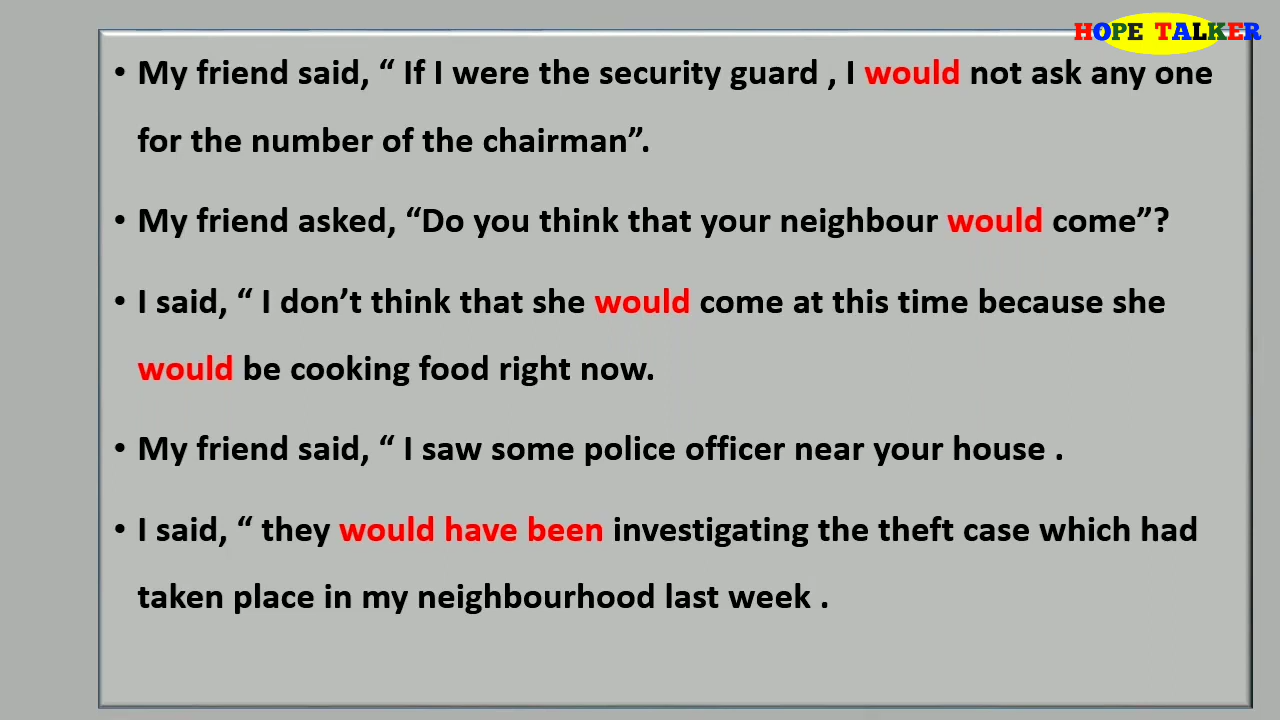 HOPE TALKER
• My friend said, “ If I were the security guard , I would not ask any one
for the number of the chairman”.
• My friend asked, “Do you think that your neighbour would come”?
• I said, “ I don’t think that she would come at this time because she
would be cooking food right now.
• My friend said, “ I saw some police officer near your house .
• I said, “ they would have been investigating the theft case which had
taken place in my neighbourhood last week .